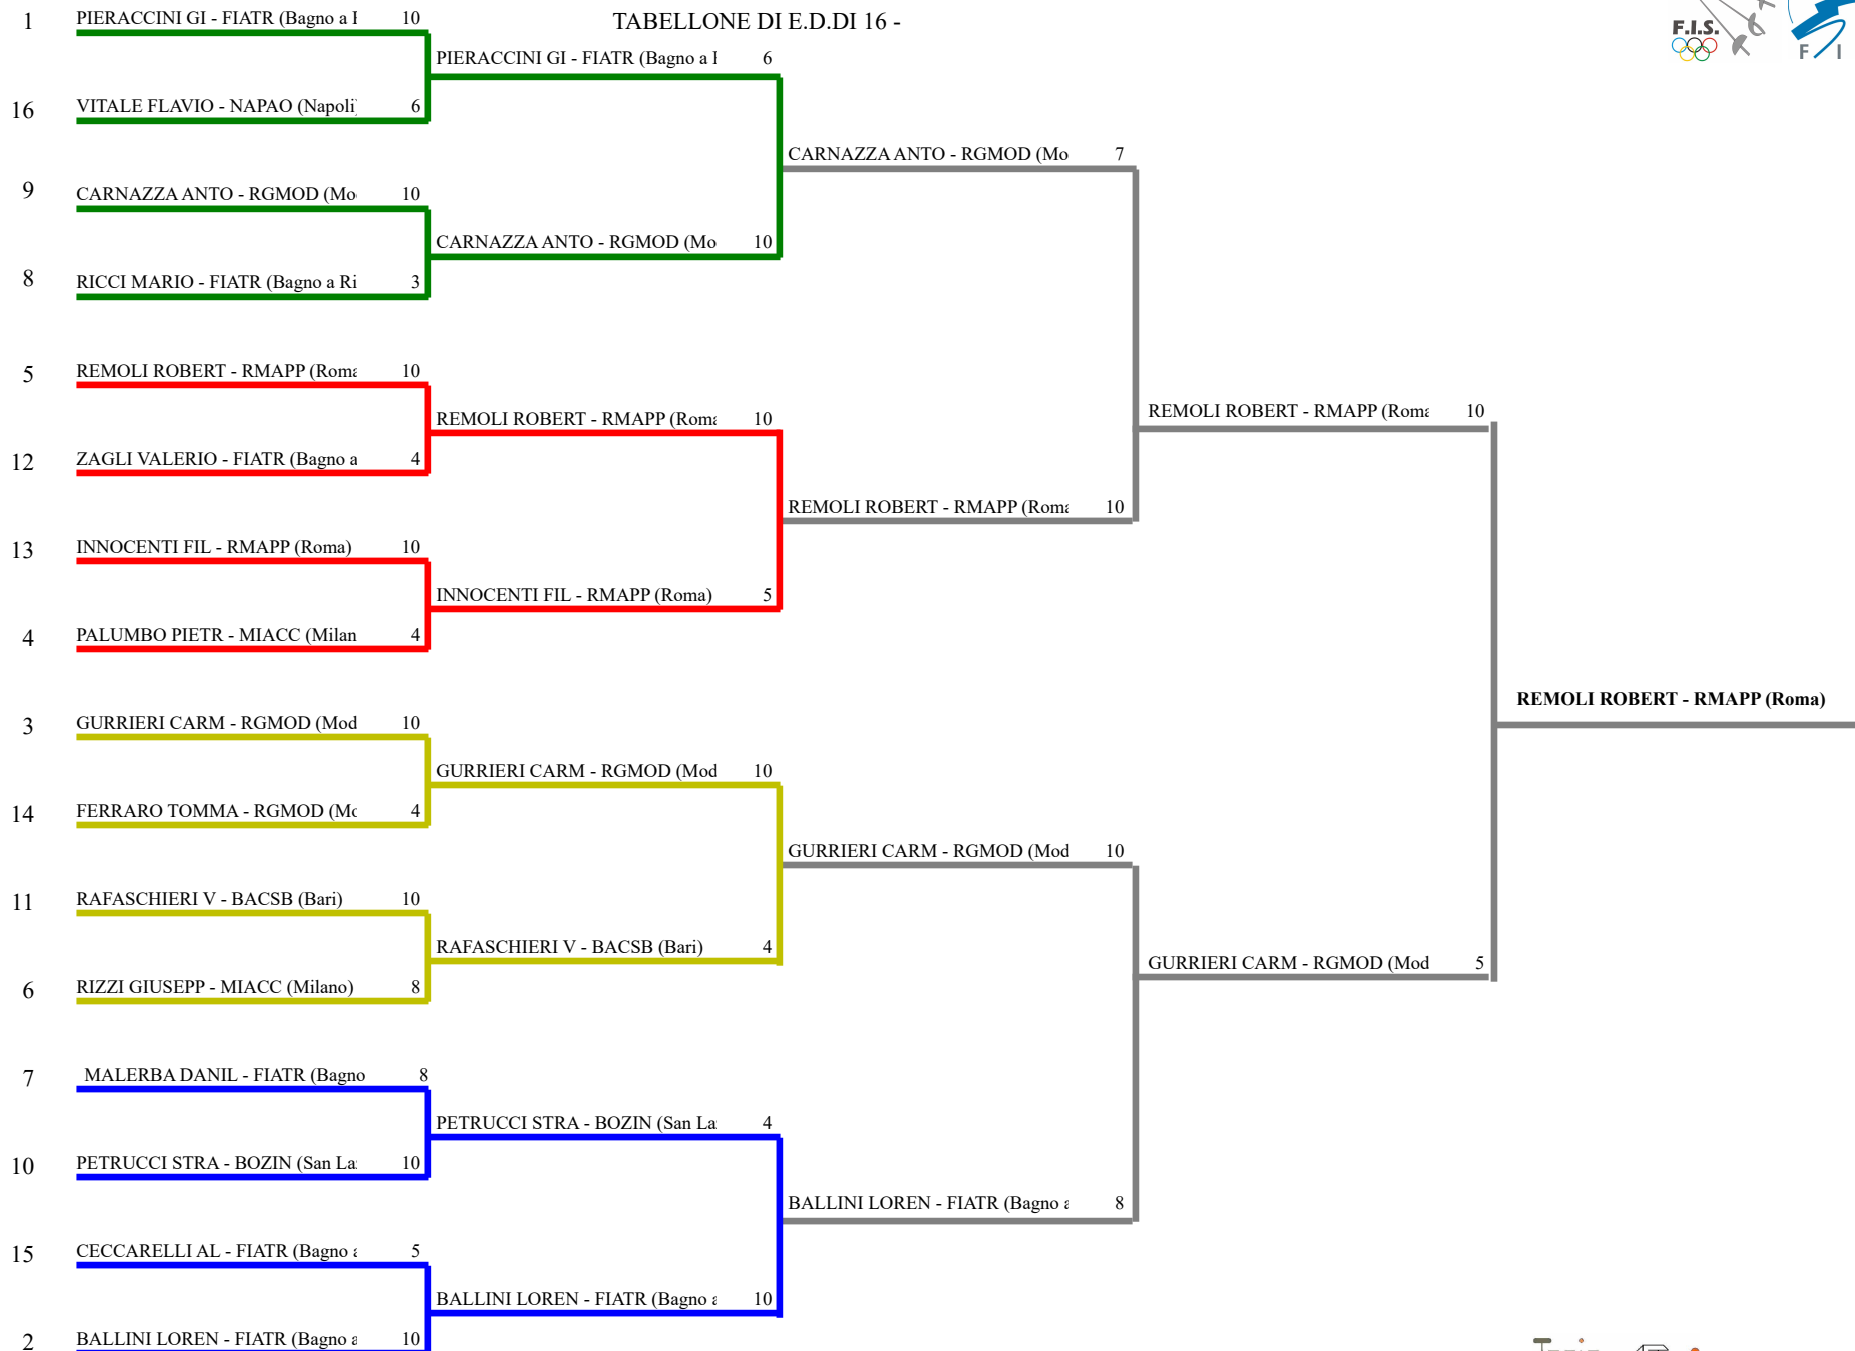 TABELLONE DI E.D.DI 16 -
F.I.S.
F I
1 PIERACCINI GI - FIATR (Bagno a 10
PIERACCINI GI - FIATR (Bagno a 6
16 VITALE FLAVIO - NAPAO (Napoli) 6
CARNAZZA ANTO - RGMOD (Mo 7
9 CARNAZZA ANTO - RGMOD (Mo 10
CARNAZZA ANTO - RGMOD (Mo 10
8 RICCI MARIO - FIATR (Bagno a Ri 3
5 REMOLI ROBERT - RMAPP (Roma 10
REMOLI ROBERT - RMAPP (Roma 10
REMOLI ROBERT - RMAPP (Roma 10
12 ZAGLI VALERIO - FIATR (Bagno a 4
REMOLI ROBERT - RMAPP (Roma 10
13 INNOCENTI FIL - RMAPP (Roma) 10
INNOCENTI FIL - RMAPP (Roma) 5
4 PALUMBO PIETR - MIACC (Milan 4
REMOLI ROBERT - RMAPP (Roma)
3 GURRIERI CARM - RGMOD (Mod 10
GURRIERI CARM - RGMOD (Mod 10
14 FERRARO TOMMA - RGMOD (Mo 4
GURRIERI CARM - RGMOD (Mod 10
11 RAFASCHIERI V - BACSB (Bari) 10
RAFASCHIERI V - BACSB (Bari) 4
GURRIERI CARM - RGMOD (Mod 5
6 RIZZI GIUSEPP - MIACC (Milano) 8
7 MALERBA DANIL - FIATR (Bagno 8
PETRUCCI STRA - BOZIN (San La 4
10 PETRUCCI STRA - BOZIN (San La 10
BALLINI LOREN - FIATR (Bagno a 8
15 CECCARELLI AL - FIATR (Bagno a 5
BALLINI LOREN - FIATR (Bagno a 10
2 BALLINI LOREN - FIATR (Bagno a 10